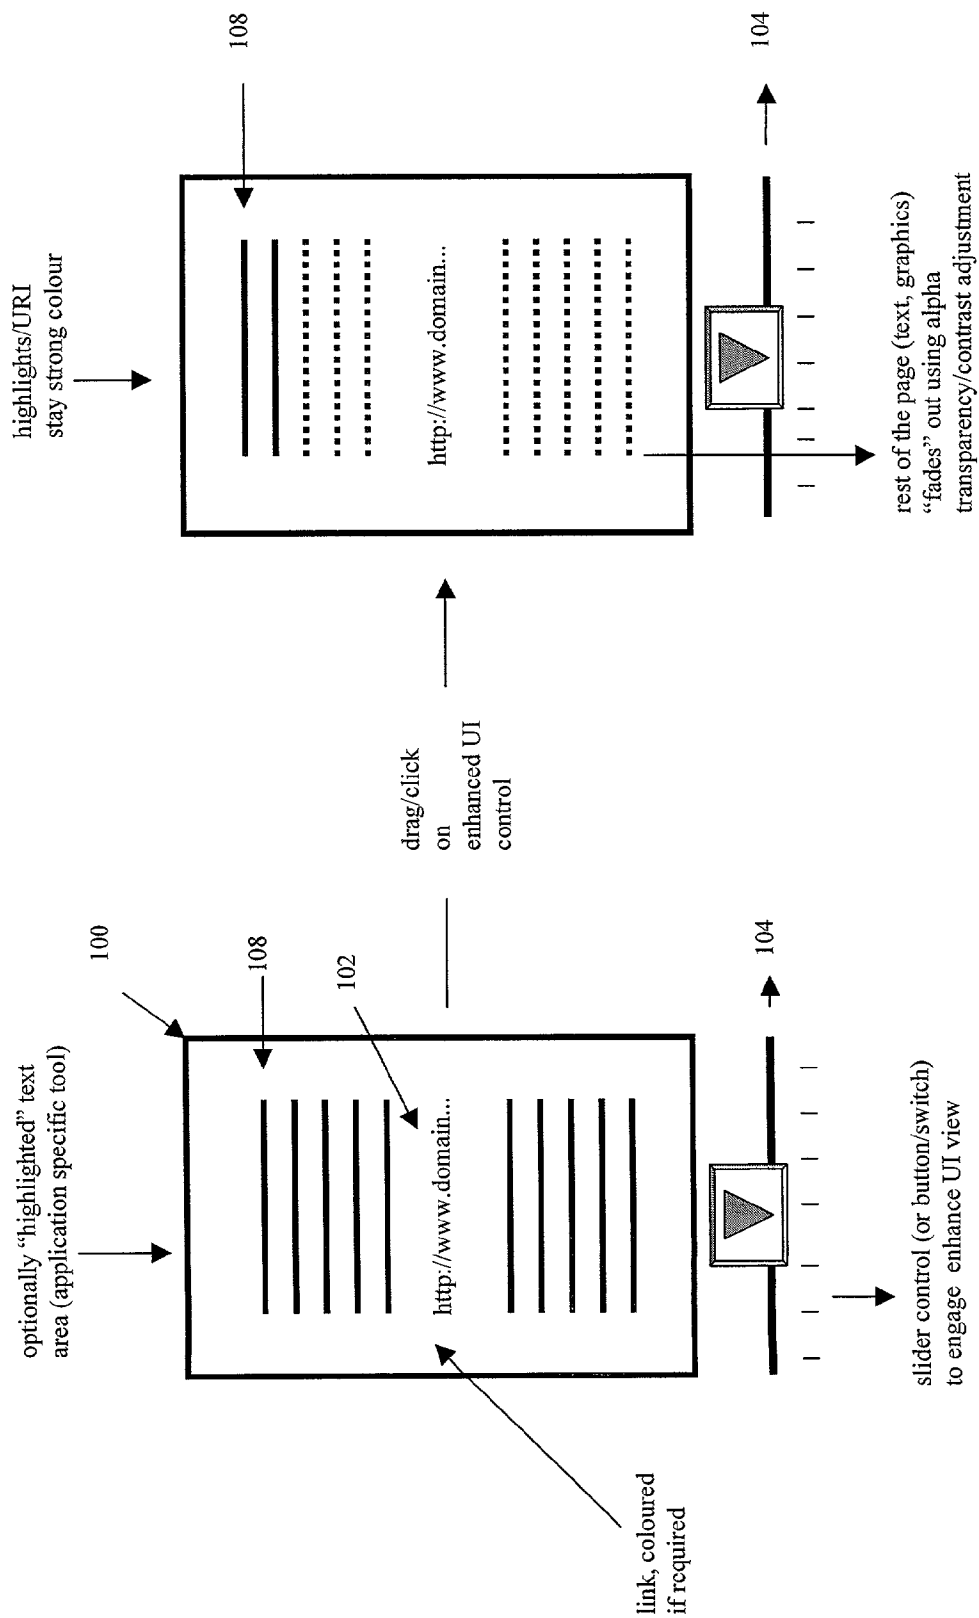 optionally “highlighted” text
area (application specific tool)
100
108
102
http://www.domain...
link, coloured
if required
104
slider control (or button/switch)
to engage enhance UI view
drag/click
on
enhanced UI
control
highlights/URI
stay strong colour
108
http://www.domain...
104
rest of the page (text, graphics)
“fades” out using alpha
transparency/contrast adjustment